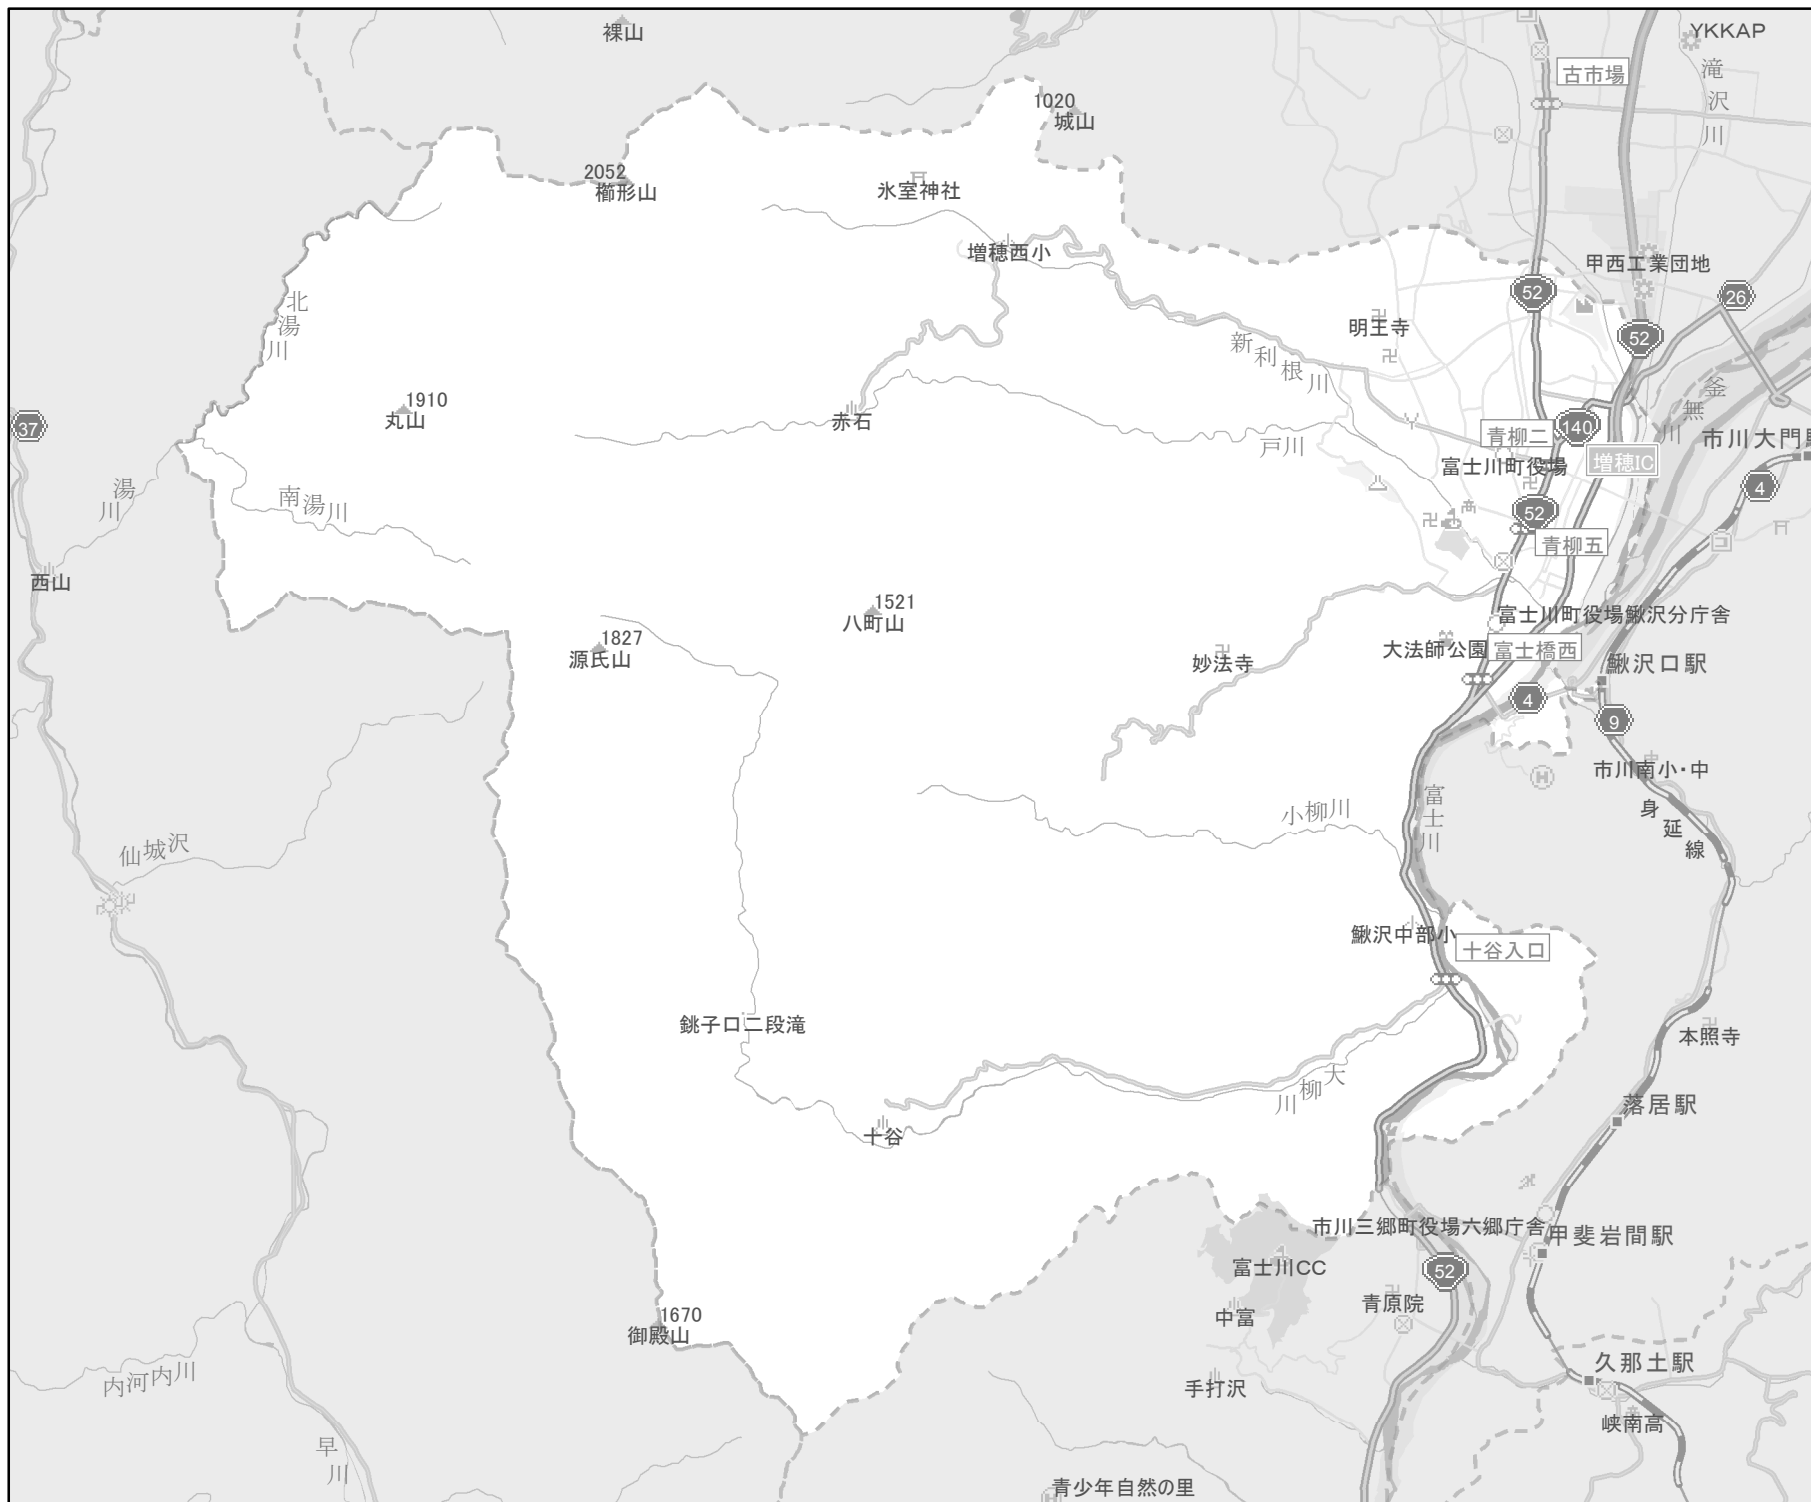 裸山
YKKAP
滝沢川
古市場
1020
城山
2052
櫛形山
氷室神社
増穂西小
甲西工業団地
52
26
北湯川
明王寺
新利根川
52
釜無川
1910
丸山
赤石
37
戸川
青柳二
140
市川大門
富士川町役場
増穂IC
4
湯川
南湯川
52
青柳五
西山
1521
八町山
富士川町役場鰍沢分庁舎
1827
源氏山
大法師公園
富士橋西
妙法寺
鰍沢口駅
4
9
市川南小・中
身延線
富士川
小柳川
仙城沢
鰍沢中部小
十谷入口
銚子口二段滝
本照寺
大柳川
落居駅
十谷
市川三郷町役場六郷庁舎
甲斐岩間駅
富士川CC
52
中富
青原院
1670
御殿山
久那土駅
内河内川
手打沢
峡南高
早川
青少年自然の里